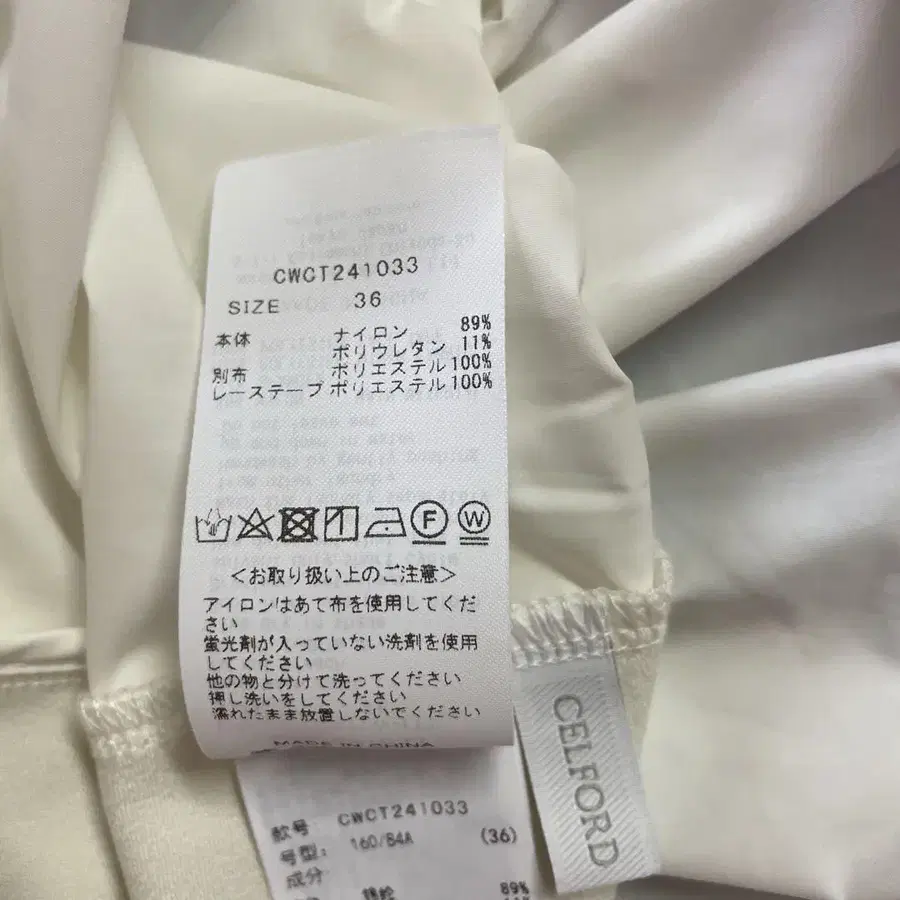 CWCT241033
SIZE 36
本体 ナイロン 89%
ポリウレタン 11%
別布 ポリエステル 100%
レーステープ ポリエステル 100%
F W
<お取り扱い上のご注意>
アイロンはあて布を使用してくだ
さい
蛍光剤が入っていない洗剤を使用
してください
他の物と分けて洗ってください
押し洗いをしてください
濡れたまま放置しないでください
MADE IN CHINA
款号 CWCT241033
号型: 160/84A (36)
成分
锦纶 89%
CELFORD